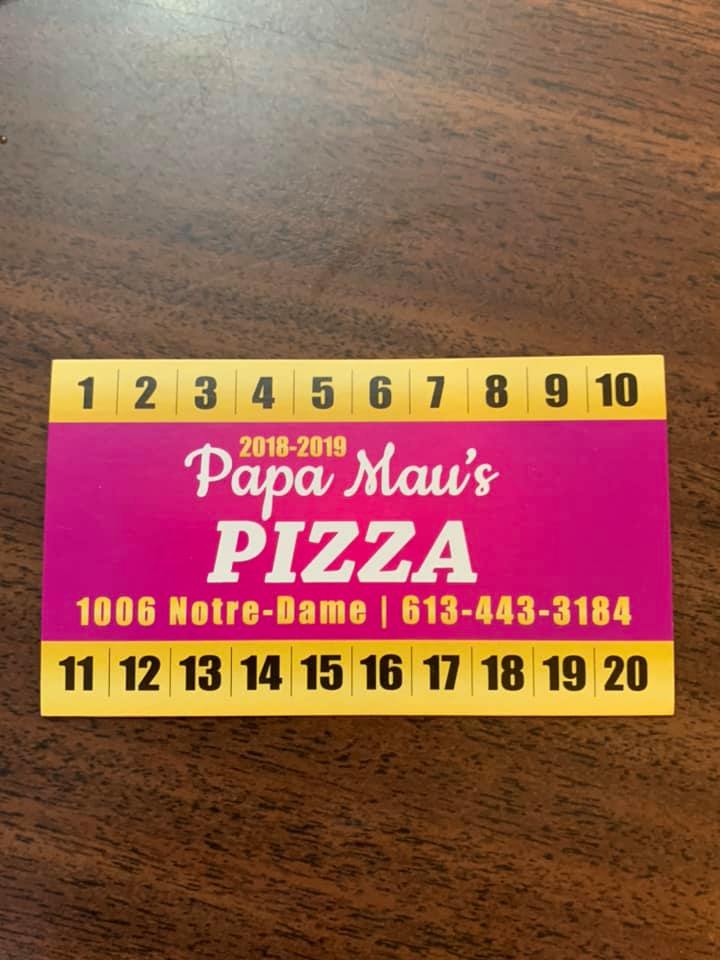 1 2 3 4 5 6 7 8 9 10
2018-2019
Papa Mau's
PIZZA
1006 Notre-Dame | 613-443-3184
11 12 13 14 15 16 17 18 19 20